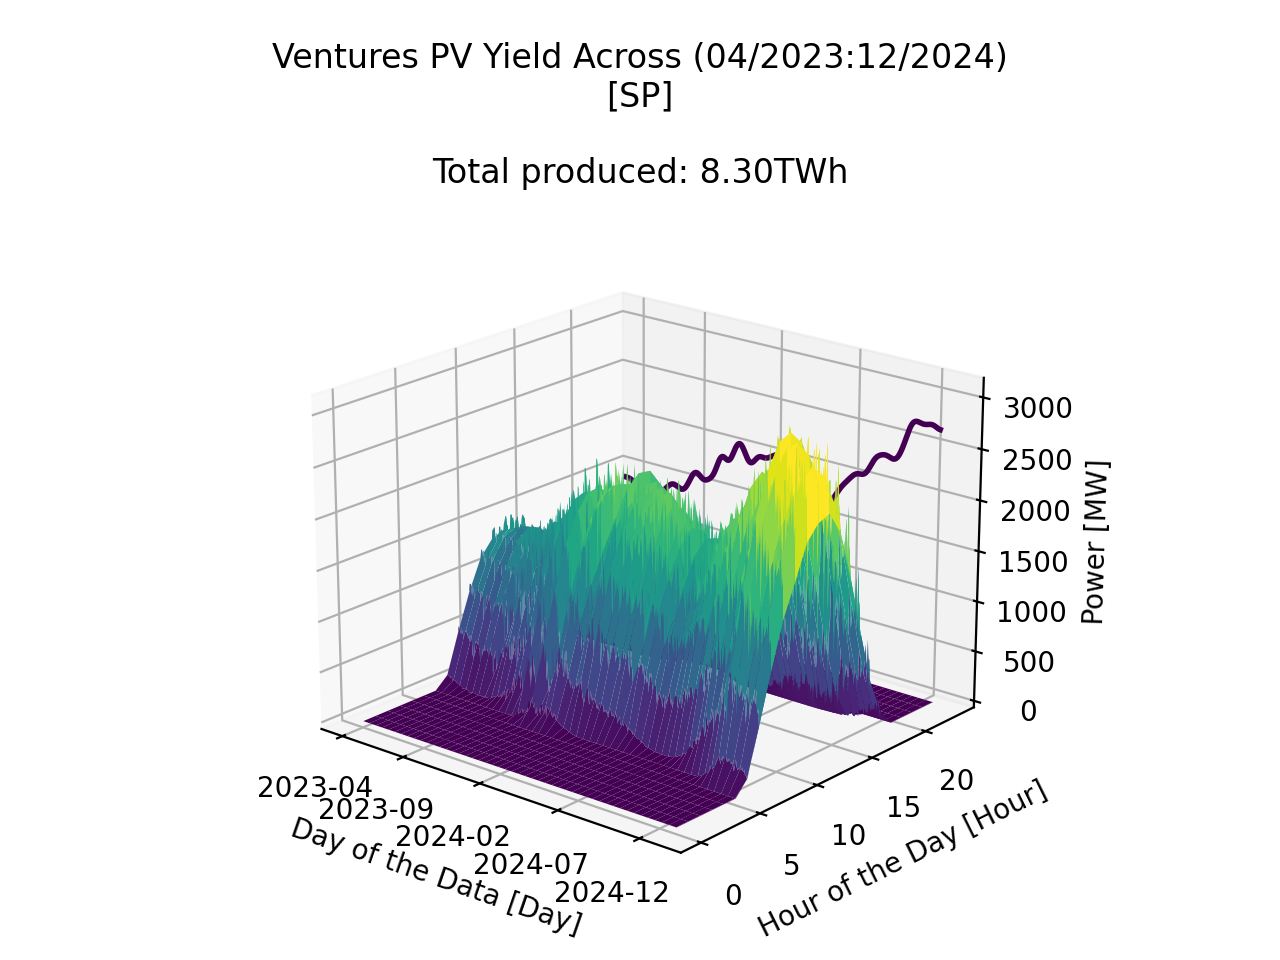 Ventures PV Yield Across (04/2023:12/2024)
[SP]
Total produced: 8.30TWh
3000
2500
2000
1500
1000
500
0
Power [MW]
2023-04
2023-09
2024-02
2024-07
2024-12
Day of the Data [Day]
0
5
10
15
20
Hour of the Day [Hour]